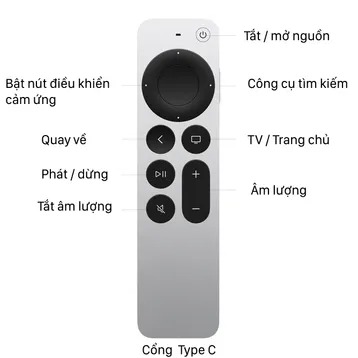 Tắt / mở nguồn
Bật nút điều khiển
cảm ứng
Công cụ tìm kiếm
Quay về
TV / Trang chủ
Phát / dừng
Âm lượng
Tắt âm lượng
Cổng Type C